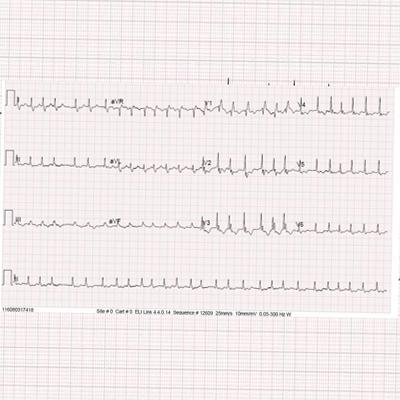 aVR V1 V4
II aVL V2 V5
III aVF V3 V6
II
116080317418 Site # 0 Cart # 0 ELI Link 4.4.0.14 Sequence # 12609 25mm/s 10mm/mV 0.05-300 Hz W